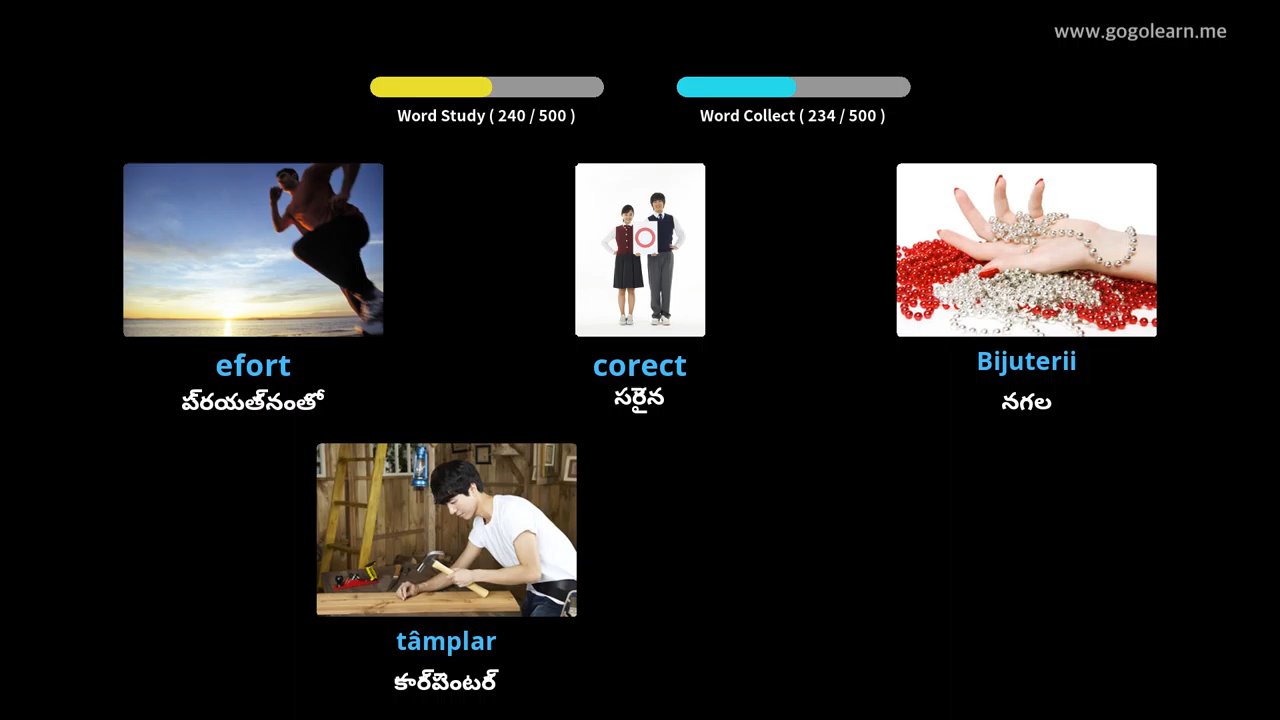 www.gogolearn.me
Word Study ( 240 / 500 )
Word Collect ( 234 / 500 )
efort
corect
Bijuterii
ప్రయత్నంతో
సరైన
నగల
tâmplar
కార్పెంటర్